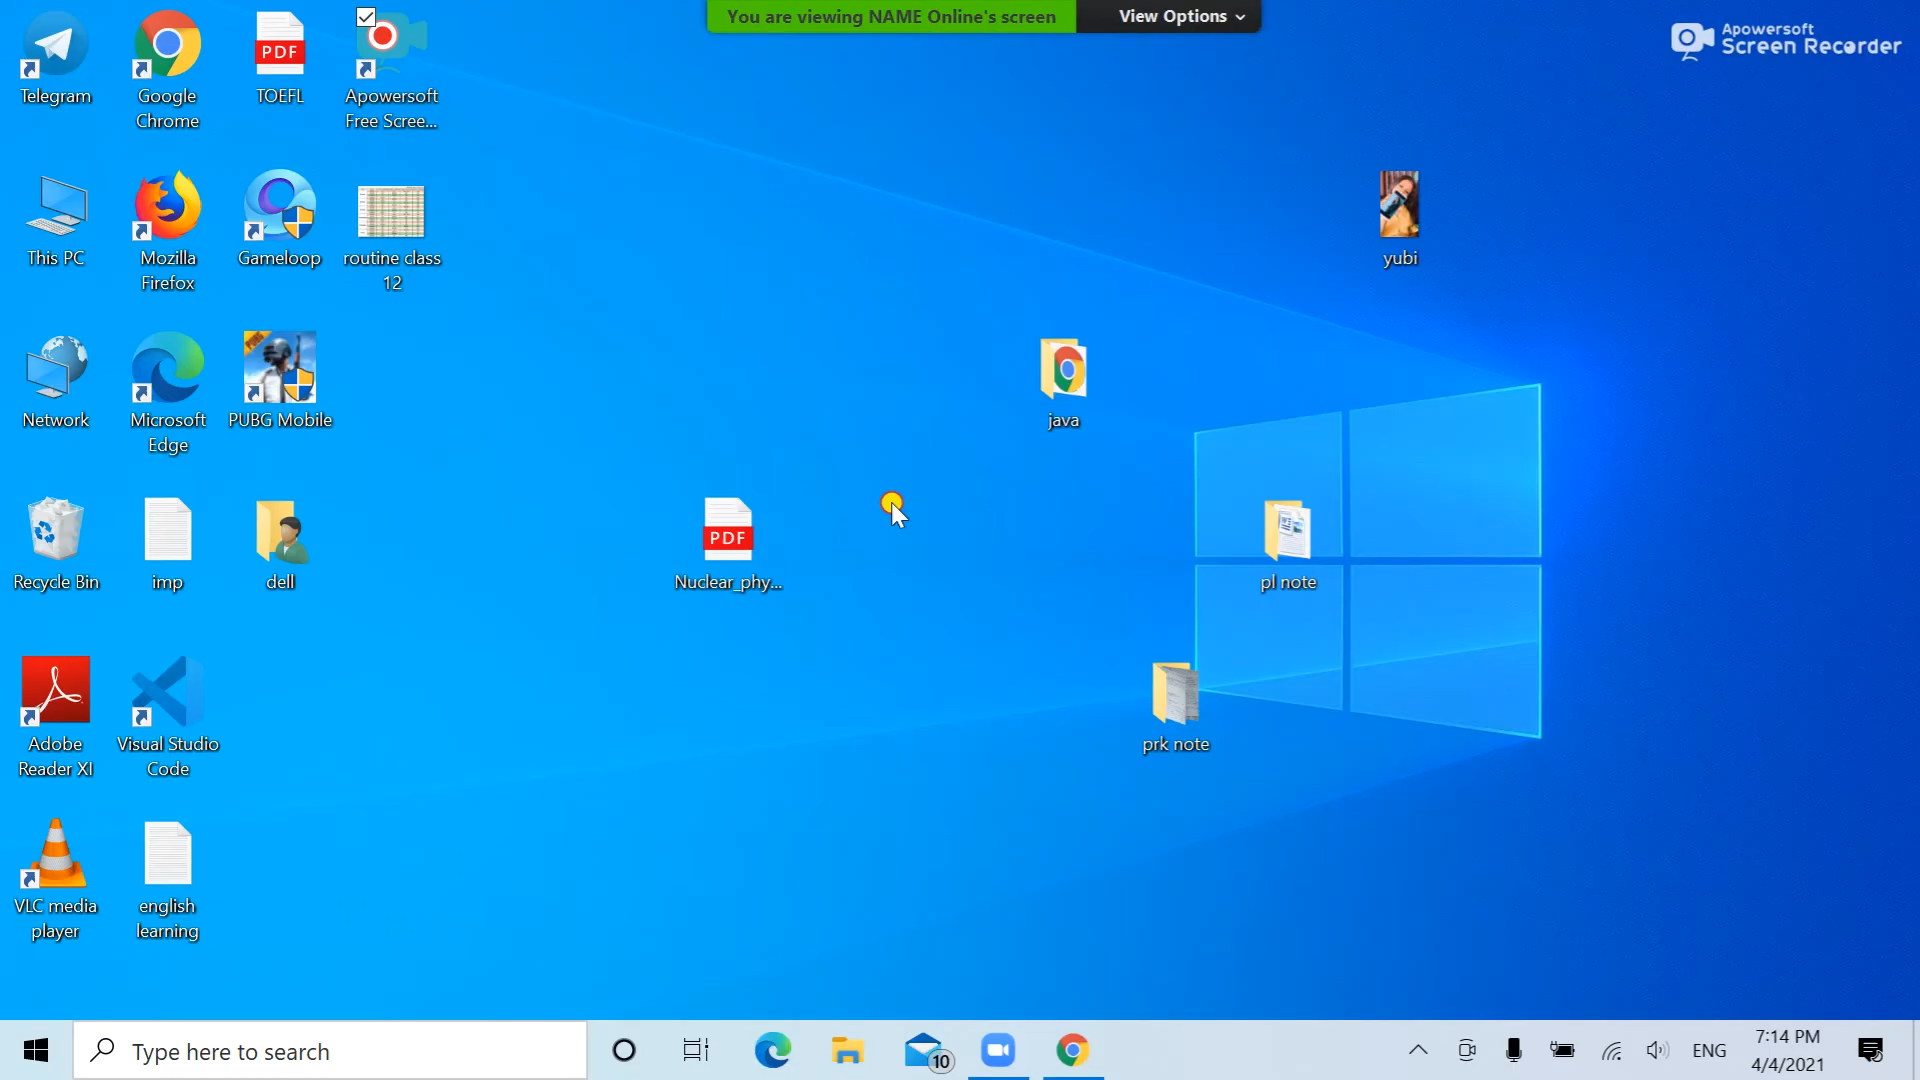 You are viewing NAME Online's screen
View Options
Apowersoft
Screen Recorder
Telegram
Google
Chrome
PDF
TOEFL
Apowersoft
Free Scree...
This PC
Mozilla
Firefox
Gameloop
routine class
12
yubi
Network
Microsoft
Edge
PUBG Mobile
java
Recycle Bin
imp
dell
PDF
Nuclear_phy...
pl note
Adobe
Reader XI
Visual Studio
Code
prk note
VLC media
player
english
learning
Type here to search
10
ENG
7:14 PM
4/4/2021